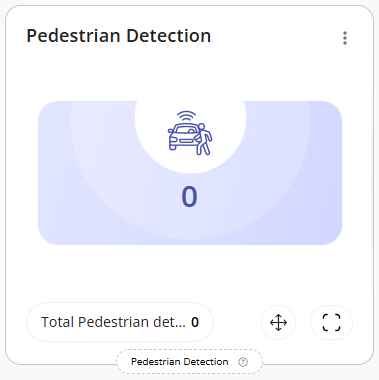 Pedestrian Detection
0
Total Pedestrian det... 0
Pedestrian Detection